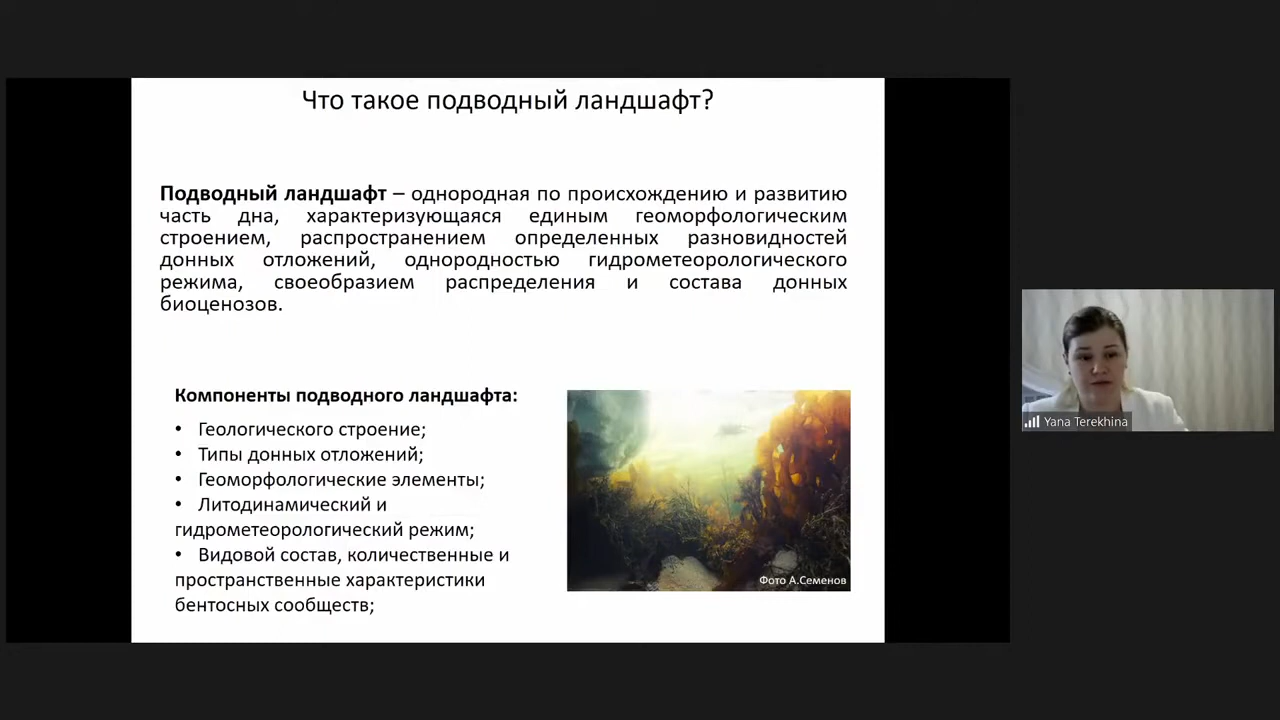 Что такое подводный ландшафт?
Подводный ландшафт – однородная по происхождению и развитию
часть дна, характеризующаяся единым геоморфологическим
строением, распространением определенных разновидностей
донных отложений, однородностью гидрометеорологического
режима, своеобразием распределения и состава донных
биоценозов.
Компоненты подводного ландшафта:
• Геологического строение;
• Типы донных отложений;
• Геоморфологические элементы;
• Литодинамический и
гидрометеорологический режим;
• Видовой состав, количественные и
пространственные характеристики
бентосных сообществ;
Фото А.Семенов
Yana Terekhina